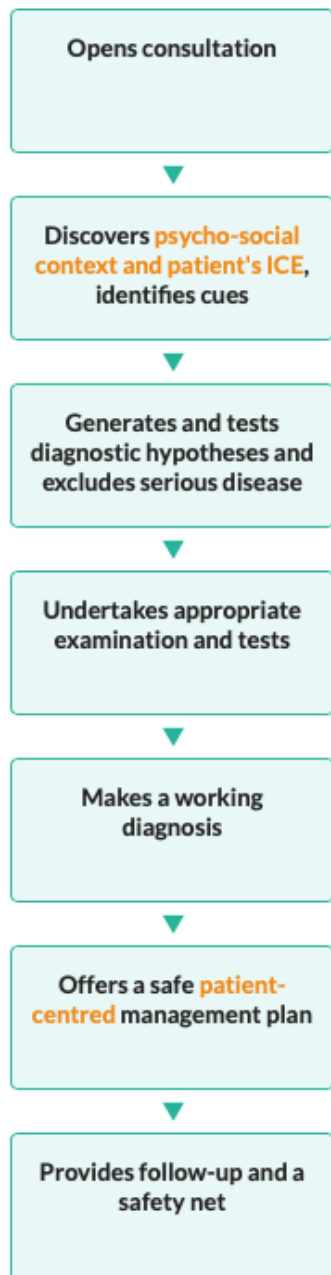 Opens consultation
Discovers psycho-social
context and patient's ICE,
identifies cues
Generates and tests
diagnostic hypotheses and
excludes serious disease
Undertakes appropriate
examination and tests
Makes a working
diagnosis
Offers a safe patient-
centred management plan
Provides follow-up and a
safety net